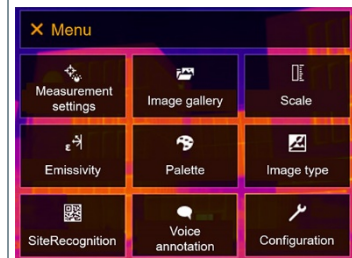 Menu
Measurement
settings
Image gallery
Scale
ε
Emissivity
Palette
Image type
SiteRecognition
Voice
annotation
Configuration